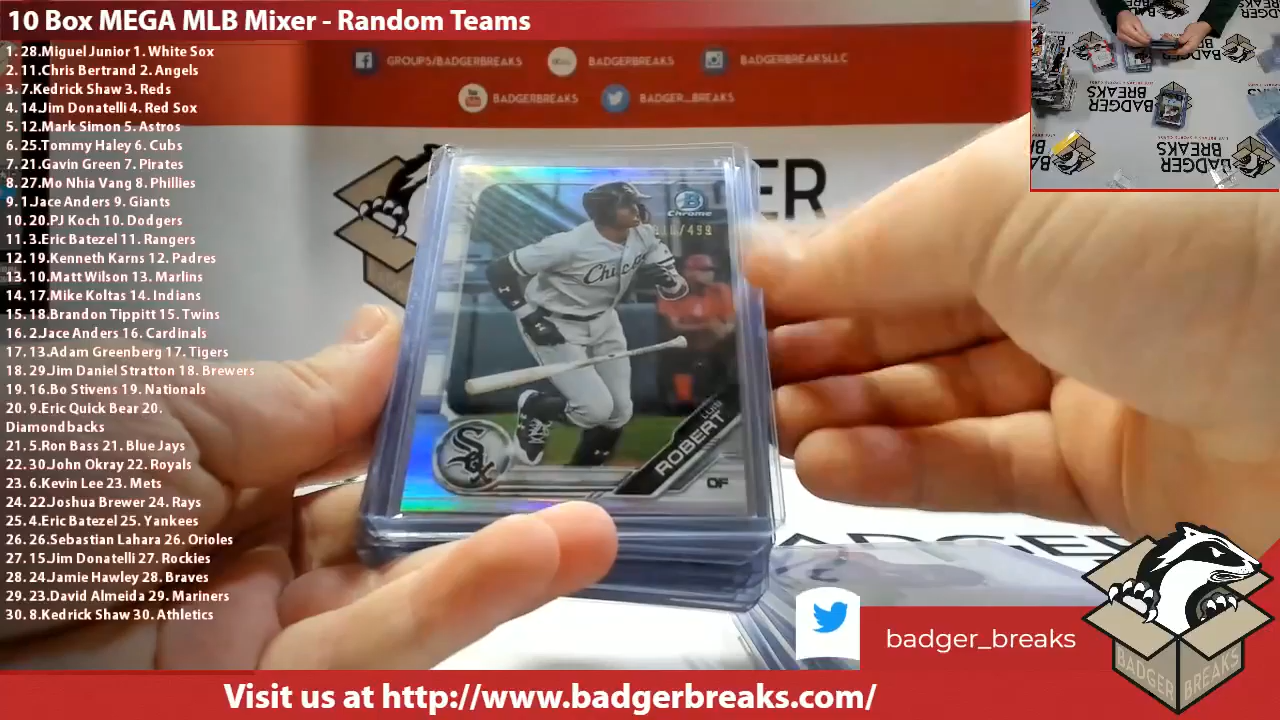 10 Box MEGA MLB Mixer - Random Teams
1. 28.Miguel Junior 1. White Sox
2. 11.Chris Bertrand 2. Angels
3. 7.Kedrick Shaw 3. Reds
4. 14.Jim Donatelli 4. Red Sox
5. 12.Mark Simon 5. Astros
6. 25.Tommy Haley 6. Cubs
7. 21.Gavin Green 7. Pirates
8. 27.Mo Nhia Vang 8. Phillies
9. 1.Jace Anders 9. Giants
10. 20.PJ Koch 10. Dodgers
11. 3.Eric Batezel 11. Rangers
12. 19.Kenneth Karns 12. Padres
13. 10.Matt Wilson 13. Marlins
14. 17.Mike Koltas 14. Indians
15. 18.Brandon Tippitt 15. Twins
16. 2.Jace Anders 16. Cardinals
17. 13.Adam Greenberg 17. Tigers
18. 29.Jim Daniel Stratton 18. Brewers
19. 16.Bo Stivens 19. Nationals
20. 9.Eric Quick Bear 20.
Diamondbacks
21. 5.Ron Bass 21. Blue Jays
22. 30.John Okray 22. Royals
23. 6.Kevin Lee 23. Mets
24. 22.Joshua Brewer 24. Rays
25. 4.Eric Batezel 25. Yankees
26. 26.Sebastian Lahara 26. Orioles
27. 15.Jim Donatelli 27. Rockies
28. 24.Jamie Hawley 28. Braves
29. 23.David Almeida 29. Mariners
30. 8.Kedrick Shaw 30. Athletics
GROUPS/BADGERBREAKS
BADGERBREAKS
BADGERBREAKSLLC
BADGERBREAKS
BADGER_BREAKS
B
Chrome
/499
Chic
LUIS
ROBERT
OF
SOX
BADGER
BREAKS
badger_breaks
BADGER BREAKS
Visit us at http://www.badgerbreaks.com/